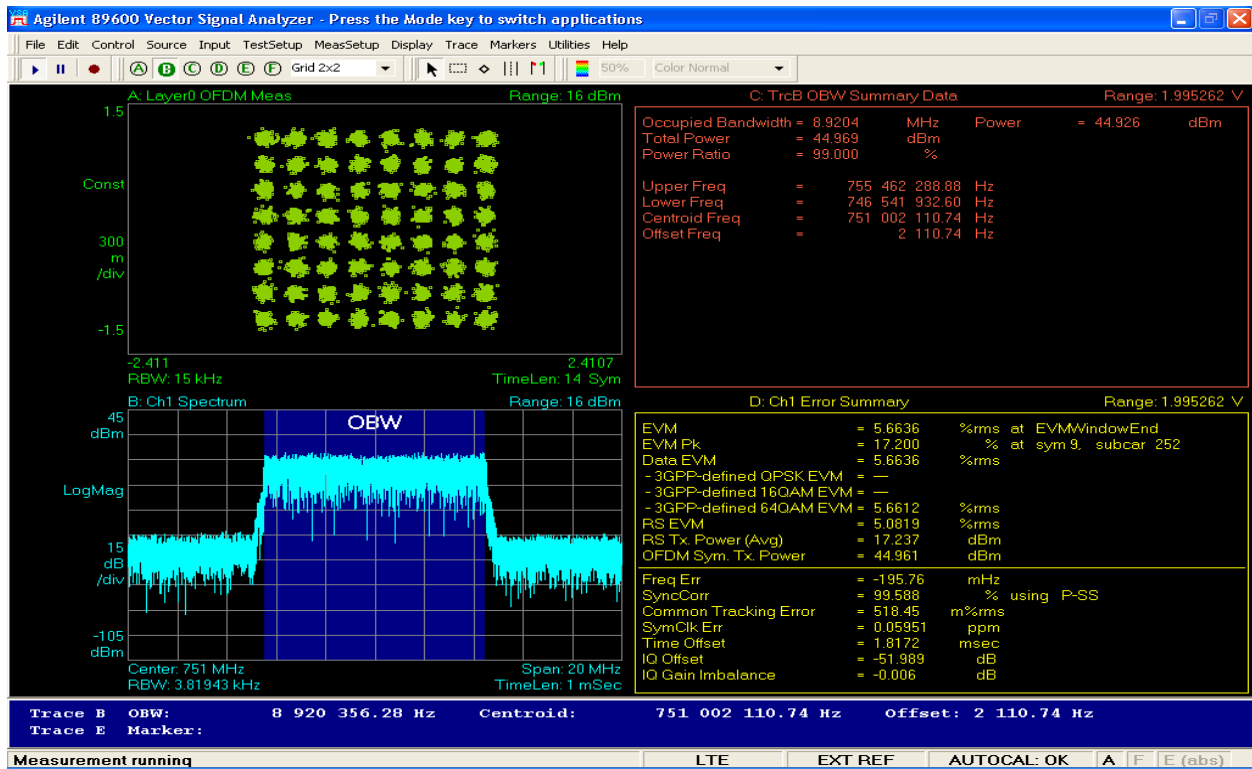 Agilent 89600 Vector Signal Analyzer - Press the Mode key to switch applications
File Edit Control Source Input TestSetup MeasSetup Display Trace Markers Utilities Help
A B C D E F Grid 2x2 50% Color Normal
A: Layer0 OFDM Meas Range: 16 dBm
1.5
Const
300
m
/div
-1.5
-2.411 2.4107
RBW: 15 kHz TimeLen: 14 Sym
C: TrcB OBW Summary Data Range: 1.995262 V
Occupied Bandwidth = 8.9204 MHz Power = 44.926 dBm
Total Power = 44.969 dBm
Power Ratio = 99.000 %
Upper Freq = 755 462 288.88 Hz
Lower Freq = 746 541 932.60 Hz
Centroid Freq = 751 002 110.74 Hz
Offset Freq = 2 110.74 Hz
B: Ch1 Spectrum Range: 16 dBm
45
dBm
OBW
LogMag
15
dB
/div
-105
dBm
Center: 751 MHz Span: 20 MHz
RBW: 3.81943 kHz TimeLen: 1 mSec
D: Ch1 Error Summary Range: 1.995262 V
EVM = 5.6636 %rms at EVMWindowEnd
EVM Pk = 17.200 % at sym 9, subcar 252
Data EVM = 5.6636 %rms
- 3GPP-defined QPSK EVM = —
- 3GPP-defined 16QAM EVM = —
- 3GPP-defined 64QAM EVM = 5.6612 %rms
RS EVM = 5.0819 %rms
RS Tx. Power (Avg) = 17.237 dBm
OFDM Sym. Tx. Power = 44.961 dBm
Freq Err = -195.76 mHz
SyncCorr = 99.588 % using P-SS
Common Tracking Error = 518.45 m%rms
SymClk Err = 0.05951 ppm
Time Offset = 1.8172 msec
IQ Offset = -51.989 dB
IQ Gain Imbalance = -0.006 dB
Trace B OBW: 8 920 356.28 Hz Centroid: 751 002 110.74 Hz Offset: 2 110.74 Hz
Trace E Marker:
Measurement running LTE EXT REF AUTOCAL: OK A F E (abs)